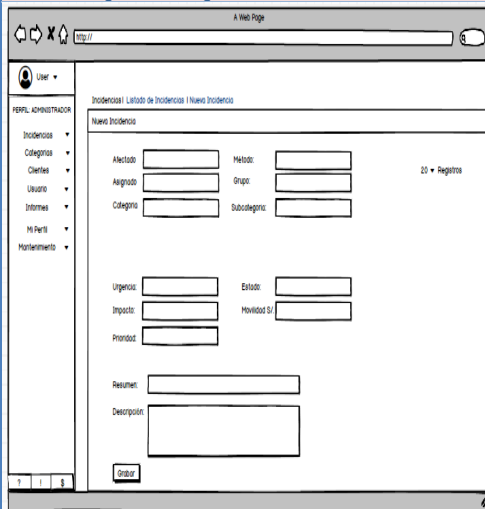 A Web Page
http://
User
PERFIL: ADMINISTRADOR
Incidencias
Categorias
Clientes
Usuario
Informes
Mi Perfil
Mantenimiento
? ! $
Incidencias| Listado de Incidencias | Nuevo Incidencia
Nuevo Incidencia
Afectado Método:
20 Registros
Asignado Grupo:
Categoria Subcategoria:
Urgencia: Estado:
Impacto: Movilidad S/.
Prioridad:
Resumen:
Descripción:
Grabar